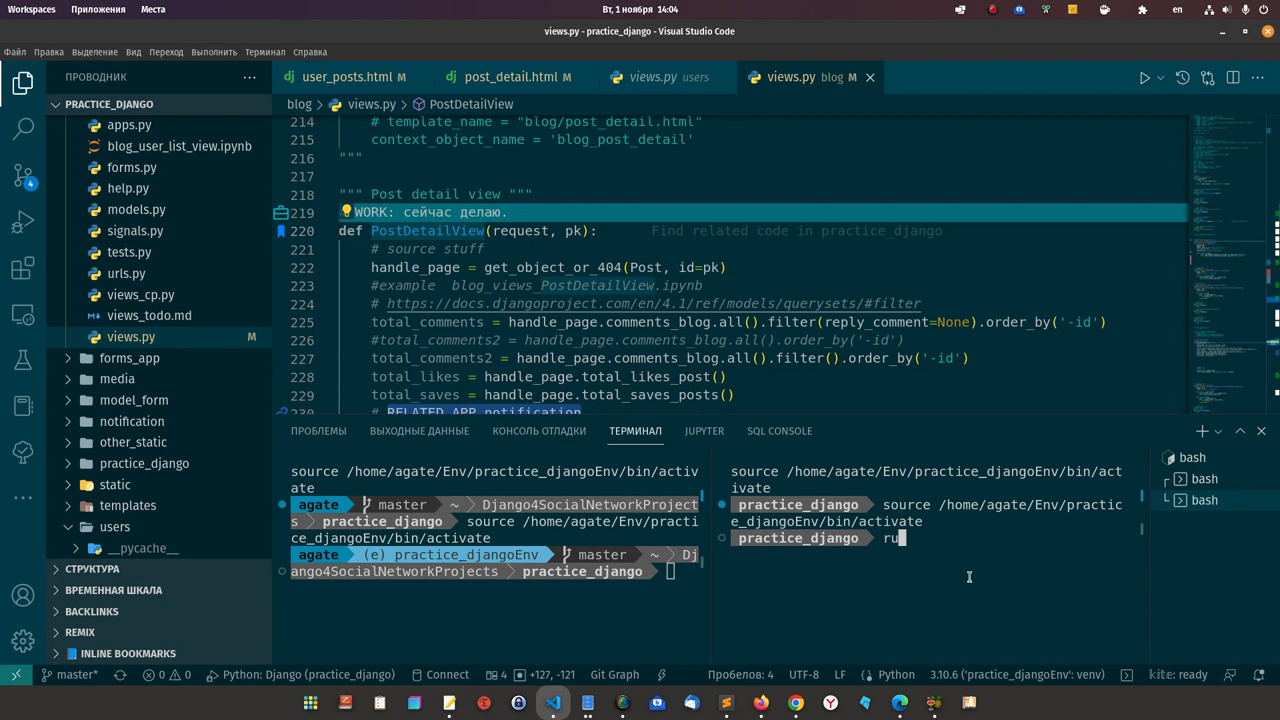 Workspaces Приложения Места
Вт, 1 ноября 14:04
en
views.py - practice_django - Visual Studio Code
Файл Правка Выделение Вид Переход Выполнить Терминал Справка
ПРОВОДНИК
user_posts.html M
post_detail.html M
views.py users
views.py blog M
PRACTICE_DJANGO
blog views.py PostDetailView
apps.py
blog_user_list_view.ipynb
forms.py
help.py
models.py
signals.py
tests.py
urls.py
views_cp.py
views_todo.md
views.py M
forms_app
media
model_form
notification
other_static
practice_django
static
templates
users
__pycache__
СТРУКТУРА
ВРЕМЕННАЯ ШКАЛА
BACKLINKS
REMIX
INLINE BOOKMARKS
4
214 # template_name = "blog/post_detail.html"
215 context_object_name = 'blog_post_detail'
216 """
217
218 """ Post detail view """
219 WORK: сейчас делаю.
220 def PostDetailView(request, pk): Find related code in practice_django
221 # source stuff
222 handle_page = get_object_or_404(Post, id=pk)
223 #example blog_views_PostDetailView.ipynb
224 # https://docs.djangoproject.com/en/4.1/ref/models/querysets/#filter
225 total_comments = handle_page.comments_blog.all().filter(reply_comment=None).order_by('-id')
226 #total_comments2 = handle_page.comments_blog.all().order_by('-id')
227 total_comments2 = handle_page.comments_blog.all().filter().order_by('-id')
228 total_likes = handle_page.total_likes_post()
229 total_saves = handle_page.total_saves_posts()
230 # RELATED APP notification
ПРОБЛЕМЫ ВЫХОДНЫЕ ДАННЫЕ КОНСОЛЬ ОТЛАДКИ ТЕРМИНАЛ JUPYTER SQL CONSOLE
source /home/agate/Env/practice_djangoEnv/bin/activ
ate
agate master ~ Django4SocialNetworkProject
s practice_django source /home/agate/Env/practi
ce_djangoEnv/bin/activate
agate (e) practice_djangoEnv master ~ Dj
ango4SocialNetworkProjects practice_django
source /home/agate/Env/practice_djangoEnv/bin/act
ivate
practice_django source /home/agate/Env/practic
e_djangoEnv/bin/activate
practice_django ru
bash
bash
bash
master* 0 0 Python: Django (practice_django) Connect 4 +127, -31 Git Graph Пробелов: 4 UTF-8 LF Python 3.10.6 ('practice_djangoEnv': venv) kite: ready